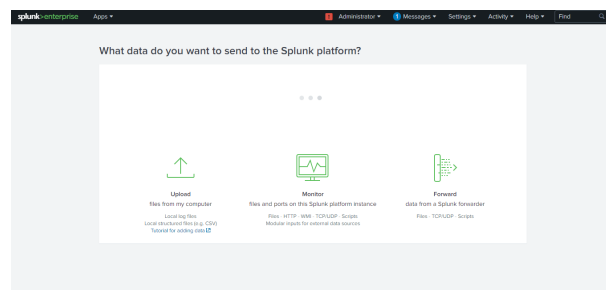 splunk>enterprise Apps ▾ ! Administrator ▾ 1 Messages ▾ Settings ▾ Activity ▾ Help ▾ Find
What data do you want to send to the Splunk platform?
Upload
files from my computer
Local log files
Local structured files (e.g. CSV)
Tutorial for adding data
Monitor
files and ports on this Splunk platform instance
Files - HTTP - WMI - TCP/UDP - Scripts
Modular inputs for external data sources
Forward
data from a Splunk forwarder
Files - TCP/UDP - Scripts